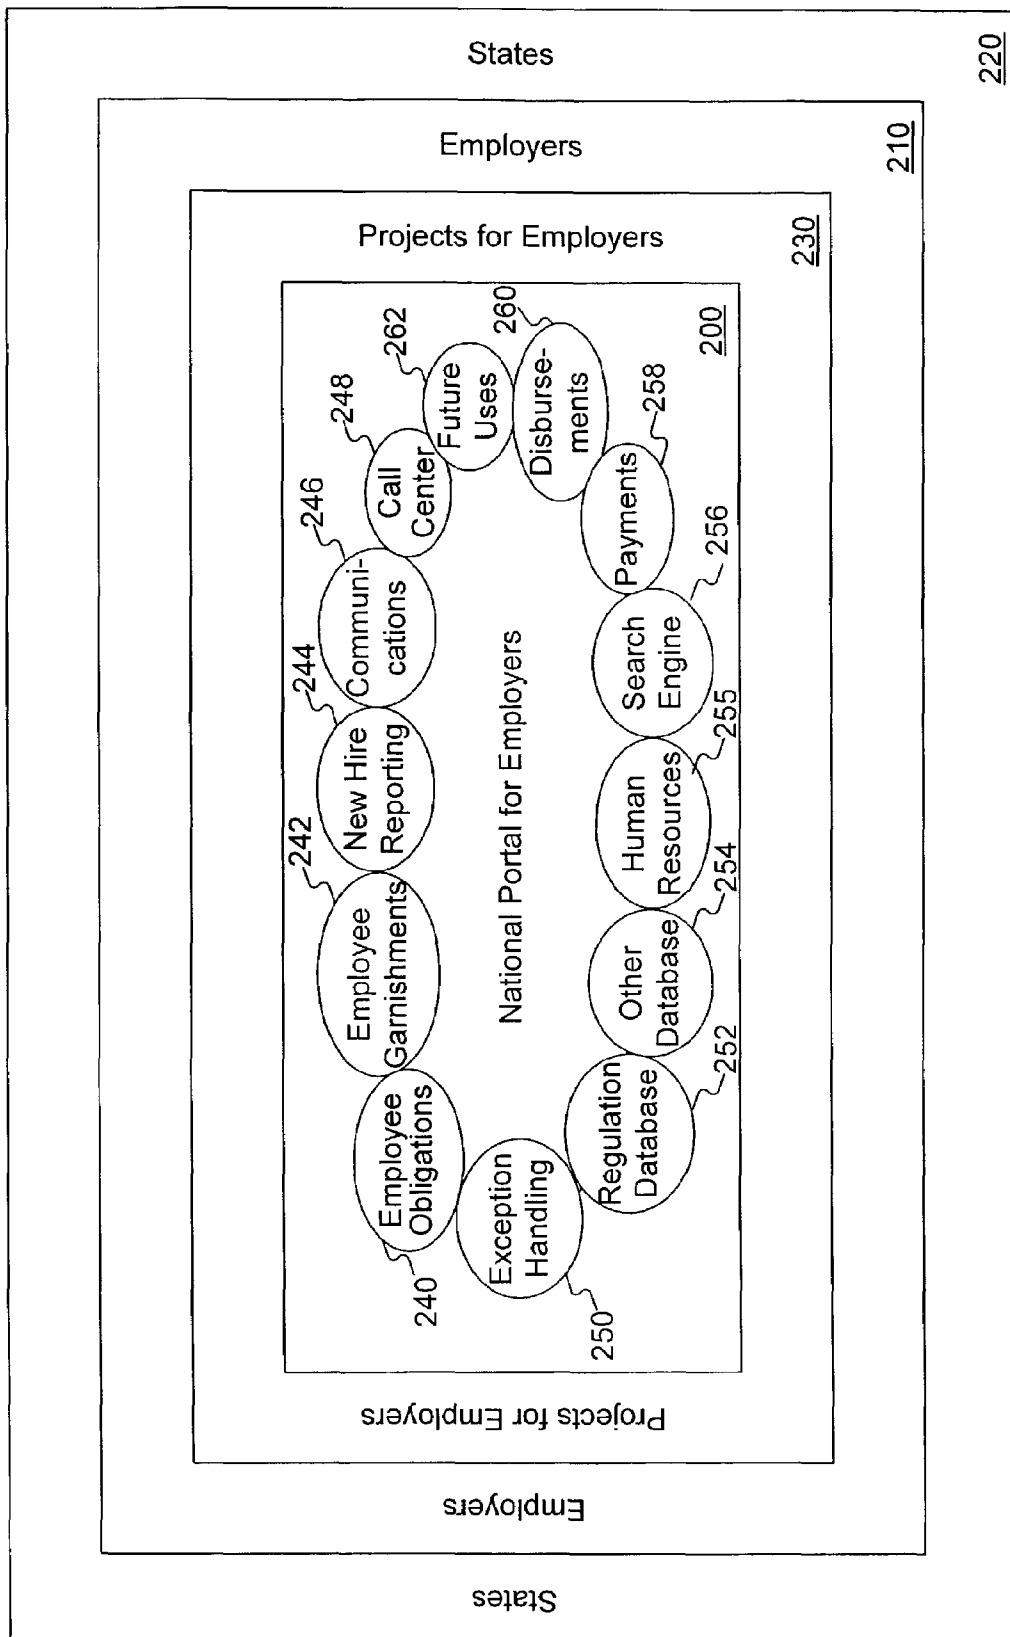 States
220
Employers
210
Projects for Employers
230
200
National Portal for Employers
Employee
Obligations
240
Employee
Garnishments
242
New Hire
Reporting
244
Communi-
cations
246
Call
Center
248
Future
Uses
262
Disburse-
ments
260
Payments
258
Search
Engine
256
Human
Resources
255
Other
Database
254
Regulation
Database
252
Exception
Handling
250
Projects for Employers
Employers
States